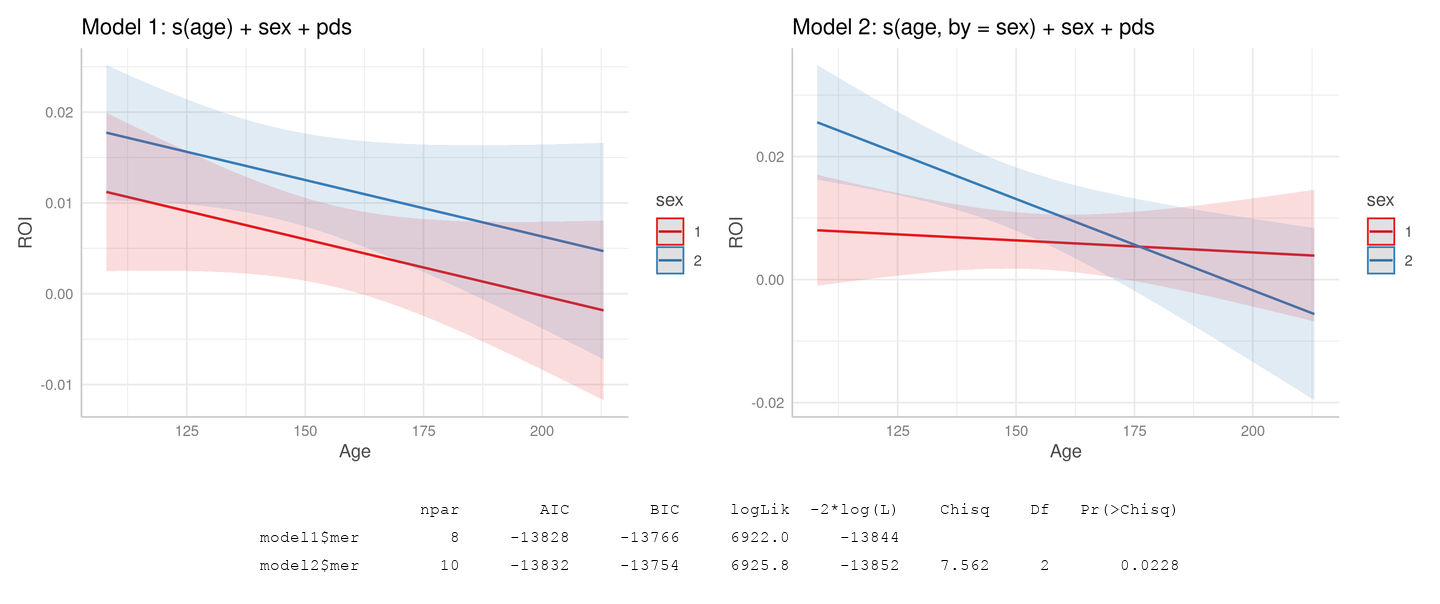 Model 1: s(age) + sex + pds
0.02
0.01
0.00
-0.01
ROI
125 150 175 200
Age
sex
1
2
Model 2: s(age, by = sex) + sex + pds
0.02
0.00
-0.02
ROI
125 150 175 200
Age
sex
1
2
npar AIC BIC logLik -2*log(L) Chisq Df Pr(>Chisq)
model1$mer 8 -13828 -13766 6922.0 -13844
model2$mer 10 -13832 -13754 6925.8 -13852 7.562 2 0.0228